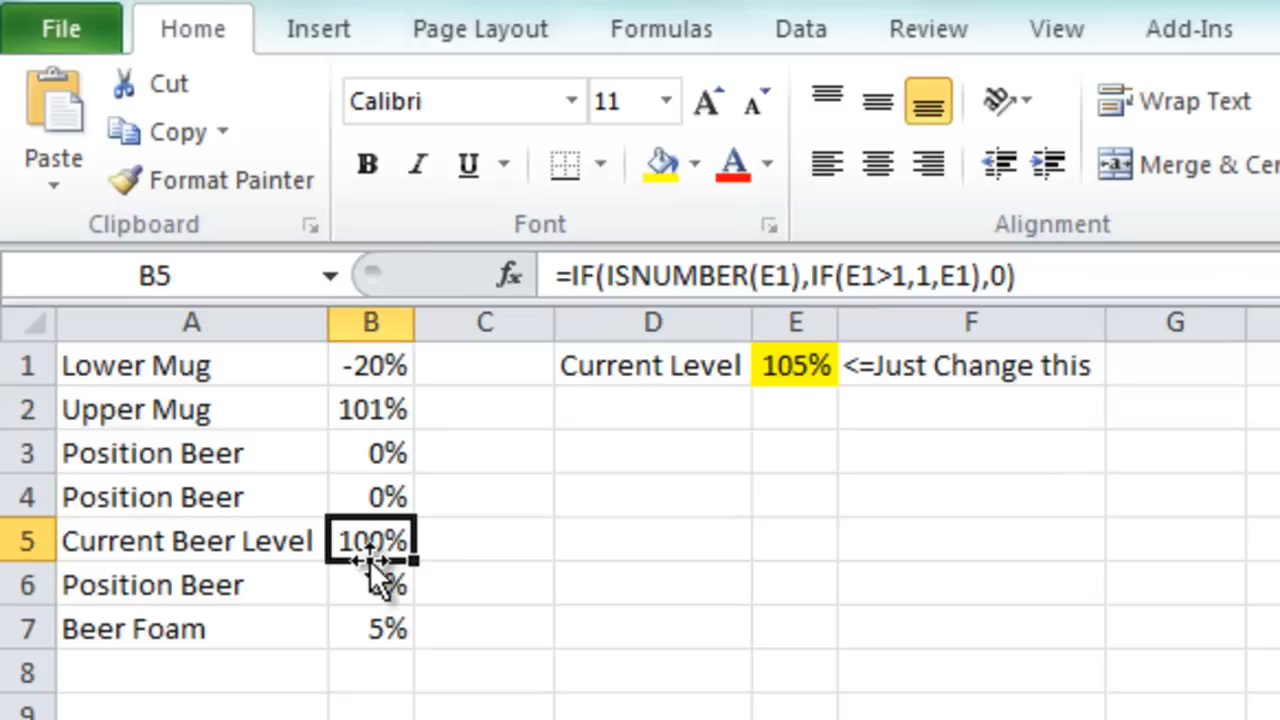 File Home Insert Page Layout Formulas Data Review View Add-Ins
Paste
Cut
Copy
Format Painter
Clipboard
Calibri 11 A A
B I U A
Font
Wrap Text
Merge & Cen
Alignment
B5 fx =IF(ISNUMBER(E1),IF(E1>1,1,E1),0)
A B C D E F G
1 Lower Mug -20% Current Level 105% <=Just Change this
2 Upper Mug 101%
3 Position Beer 0%
4 Position Beer 0%
5 Current Beer Level 100%
6 Position Beer %
7 Beer Foam 5%
8
9